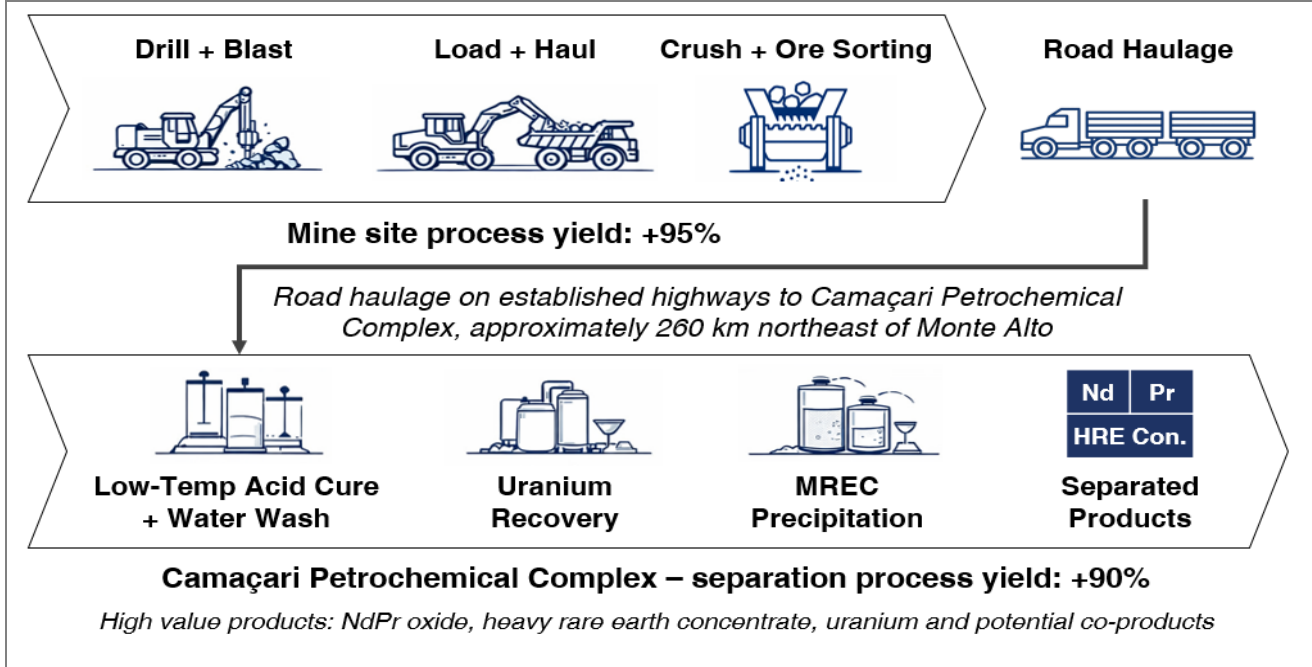 Drill + Blast
Load + Haul
Crush + Ore Sorting
Road Haulage
Mine site process yield: +95%
Road haulage on established highways to Camaçari Petrochemical
Complex, approximately 260 km northeast of Monte Alto
Nd
Pr
HRE Con.
Low-Temp Acid Cure
+ Water Wash
Uranium
Recovery
MREC
Precipitation
Separated
Products
Camaçari Petrochemical Complex – separation process yield: +90%
High value products: NdPr oxide, heavy rare earth concentrate, uranium and potential co-products